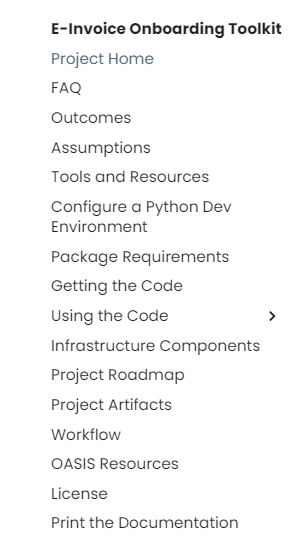 E-Invoice Onboarding Toolkit
Project Home
FAQ
Outcomes
Assumptions
Tools and Resources
Configure a Python Dev
Environment
Package Requirements
Getting the Code
Using the Code
Infrastructure Components
Project Roadmap
Project Artifacts
Workflow
OASIS Resources
License
Print the Documentation